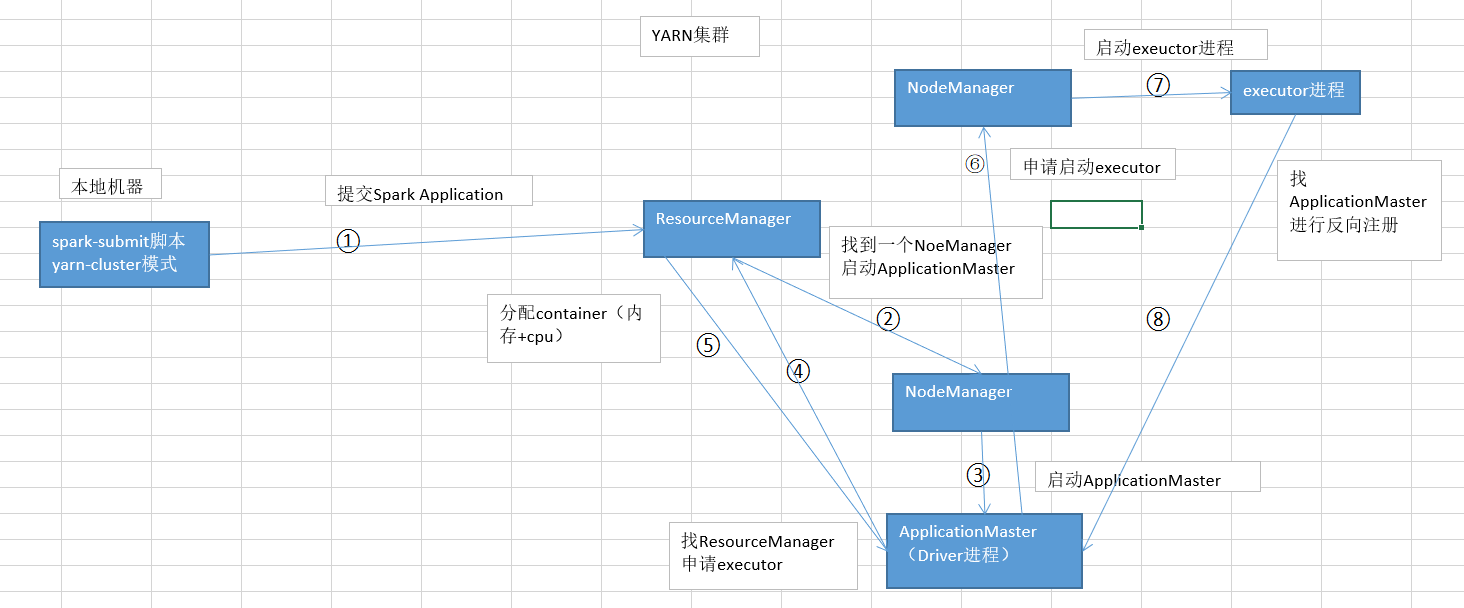 YARN集群
启动exeuctor进程
NodeManager
⑦
executor进程
⑥
申请启动executor
本地机器
提交Spark Application
找
ApplicationMaster
进行反向注册
ResourceManager
spark-submit脚本
yarn-cluster模式
①
找到一个NoeManager
启动ApplicationMaster
分配container（内
存+cpu）
②
⑧
⑤
④
NodeManager
③
启动ApplicationMaster
ApplicationMaster
（Driver进程）
找ResourceManager
申请executor